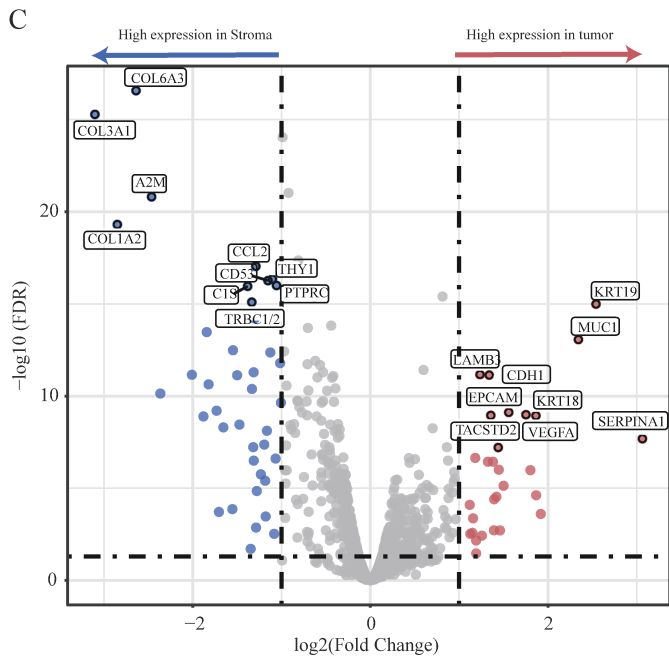 C
High expression in Stroma
High expression in tumor
COL6A3
COL3A1
A2M
COL1A2
CCL2
CD53
THY1
C1S
PTPRC
TRBC1/2
KRT19
MUC1
LAMB3
CDH1
EPCAM
KRT18
TACSTD2
VEGFA
SERPINA1
20
10
0
−log10 (FDR)
−2
0
2
log2(Fold Change)